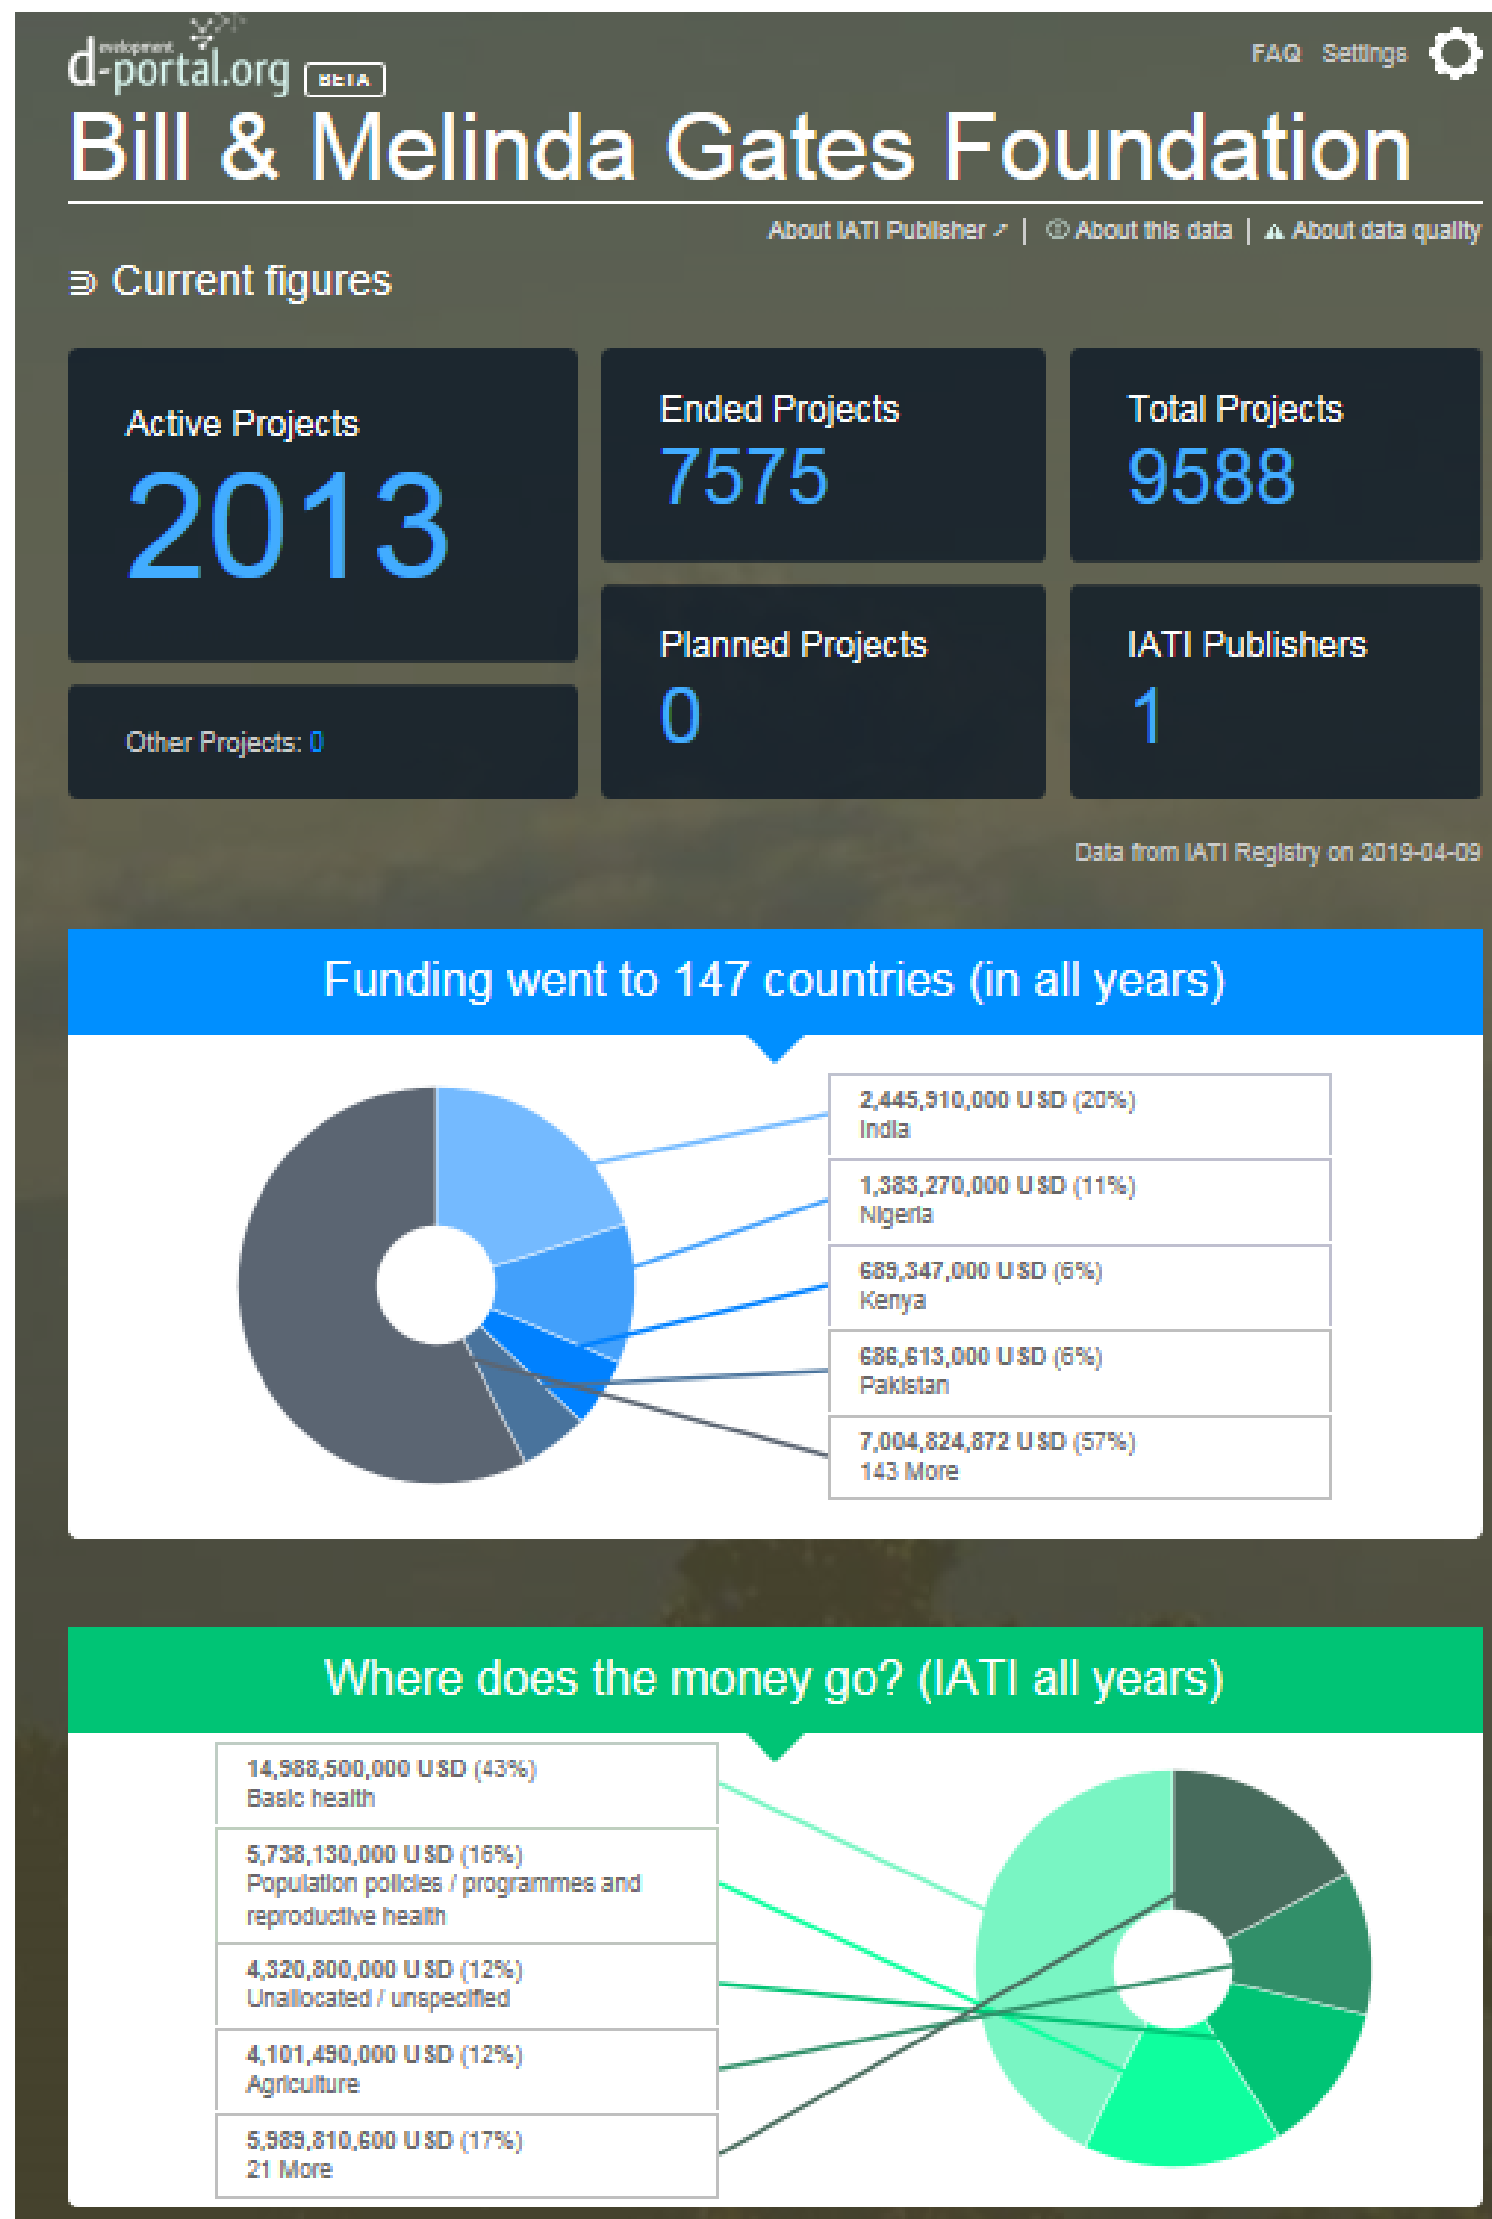 development
d-portal.org BETA
FAQ Settings
Bill & Melinda Gates Foundation
About IATI Publisher | About this data | About data quality
Current figures
Active Projects
2013
Ended Projects
7575
Total Projects
9588
Planned Projects
0
IATI Publishers
1
Other Projects: 0
Data from IATI Registry on 2019-04-09
Funding went to 147 countries (in all years)
2,445,910,000 USD (20%)
India
1,383,270,000 USD (11%)
Nigeria
689,347,000 USD (6%)
Kenya
686,613,000 USD (6%)
Pakistan
7,004,824,872 USD (57%)
143 More
Where does the money go? (IATI all years)
14,988,500,000 USD (43%)
Basic health
5,738,130,000 USD (16%)
Population policies / programmes and
reproductive health
4,320,800,000 USD (12%)
Unallocated / unspecified
4,101,490,000 USD (12%)
Agriculture
5,989,810,600 USD (17%)
21 More